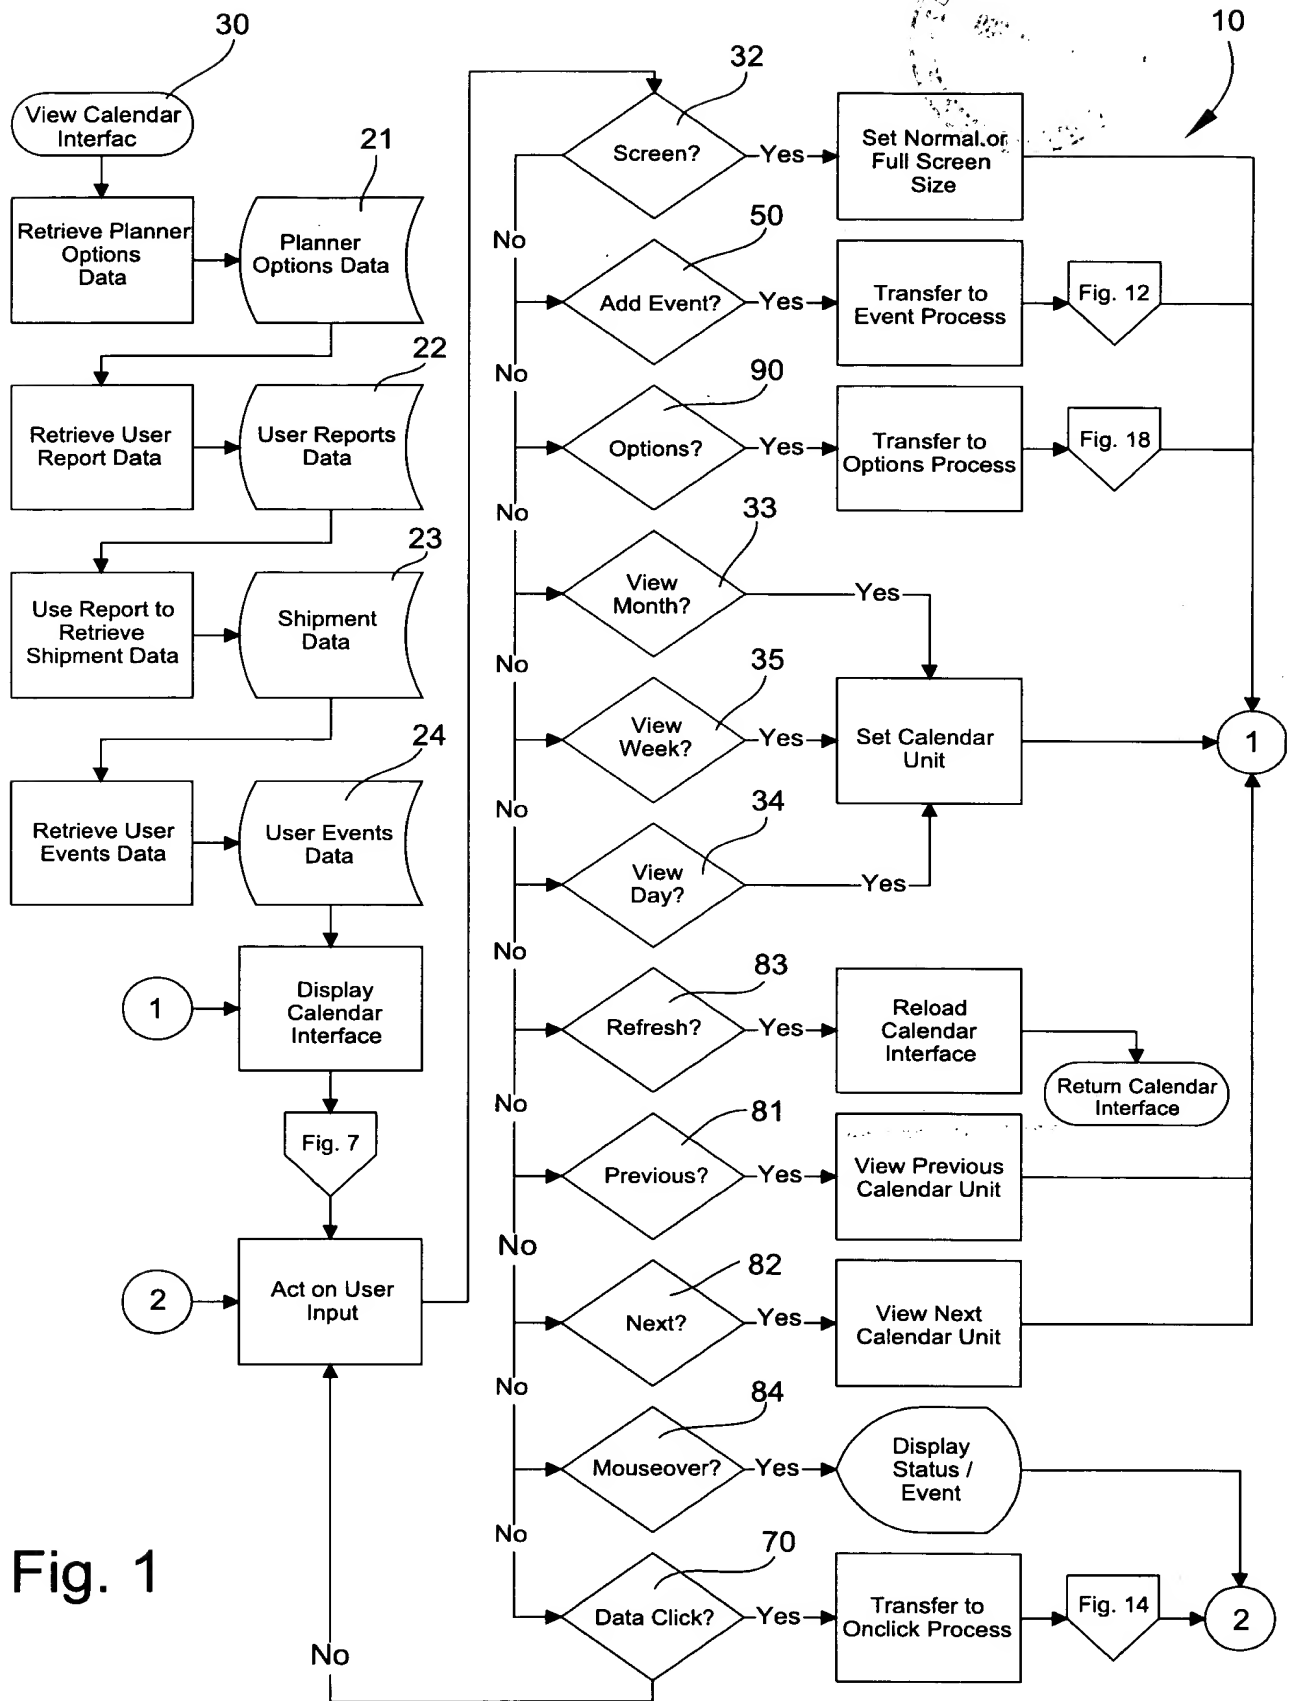 30
View Calendar
Interfac
Retrieve Planner
Options
Data
21
Planner
Options Data
Retrieve User
Report Data
22
User Reports
Data
Use Report to
Retrieve
Shipment Data
23
Shipment
Data
Retrieve User
Events Data
24
User Events
Data
1
Display
Calendar
Interface
Fig. 7
2
Act on User
Input
No
Fig. 1
10
32
Screen?
Yes
Set Normal or
Full Screen
Size
No
50
Add Event?
Yes
Transfer to
Event Process
Fig. 12
No
90
Options?
Yes
Transfer to
Options Process
Fig. 18
No
33
View
Month?
Yes
No
35
View
Week?
Yes
Set Calendar
Unit
1
No
34
View
Day?
Yes
No
83
Refresh?
Yes
Reload
Calendar
Interface
Return Calendar
Interface
No
81
Previous?
Yes
View Previous
Calendar Unit
No
82
Next?
Yes
View Next
Calendar Unit
No
84
Mouseover?
Yes
Display
Status /
Event
No
70
Data Click?
Yes
Transfer to
Onclick Process
Fig. 14
2